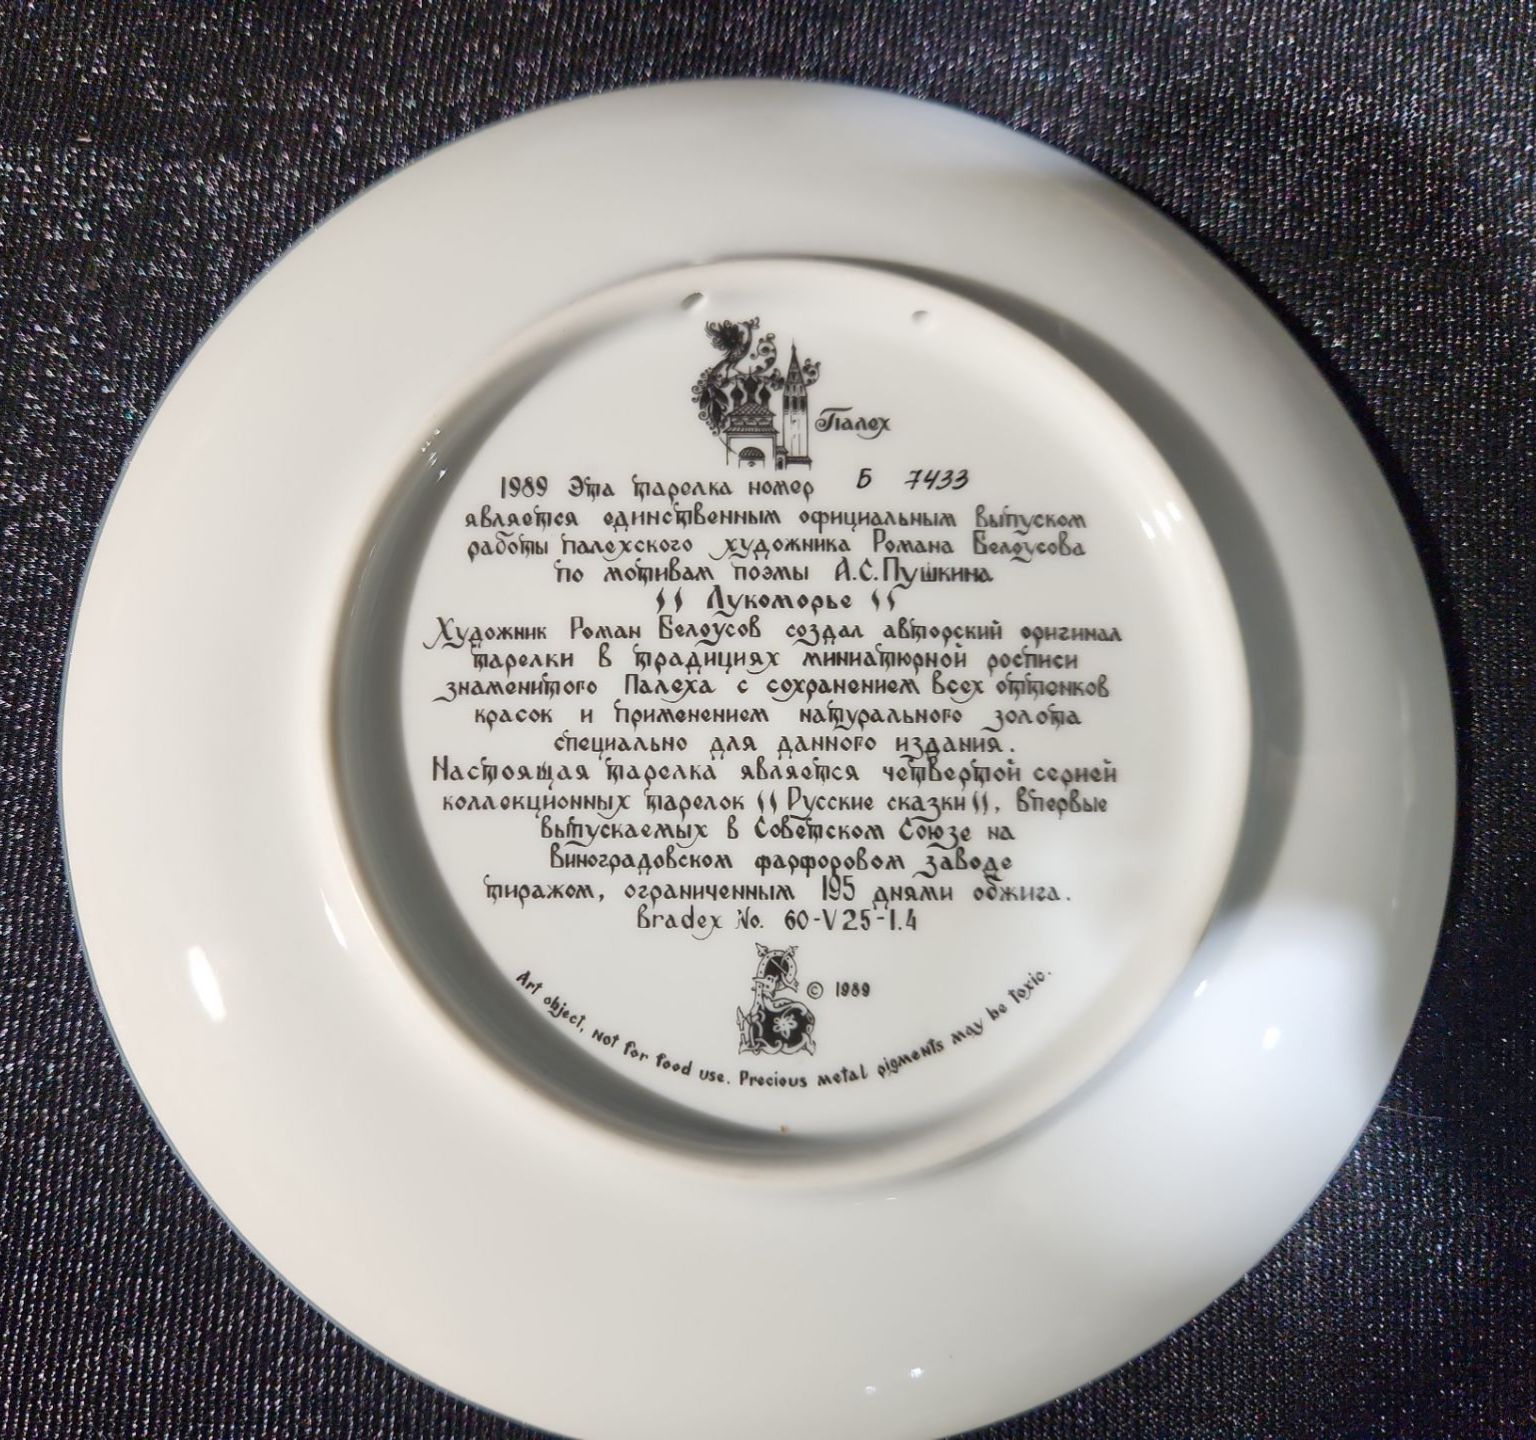 Палех
1989 Эта тарелка номер Б 7433
является единственным официальным выпуском
работы палехского художника Романа Белоусова
по мотивам поэмы А.С.Пушкина
"Лукоморье"
Художник Роман Белоусов создал авторский оригинал
тарелки в традициях миниатюрной росписи
знаменитого Палеха с сохранением всех оттенков
красок и применением натурального золота
специально для данного издания.
Настоящая тарелка является четвертой серией
коллекционных тарелок "Русские сказки", впервые
выпускаемых в Советском Союзе на
Виноградовском фарфоровом заводе
тиражом, ограниченным 195 днями обжига.
Bradex No. 60-V25-1.4
© 1989
Art object, not for food use. Precious metal pigments may be toxic.